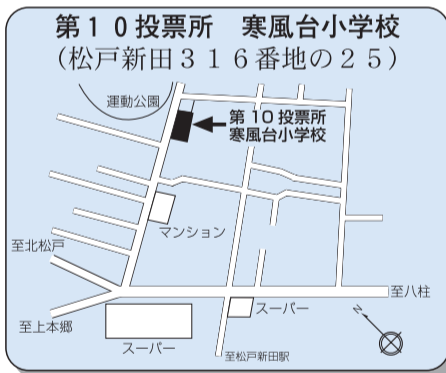 第１０投票所　寒風台小学校
（松戸新田３１６番地の２５）
運動公園
第１０投票所
寒風台小学校
マンション
至北松戸
至八柱
スーパー
至上本郷
スーパー
至松戸新田駅
N